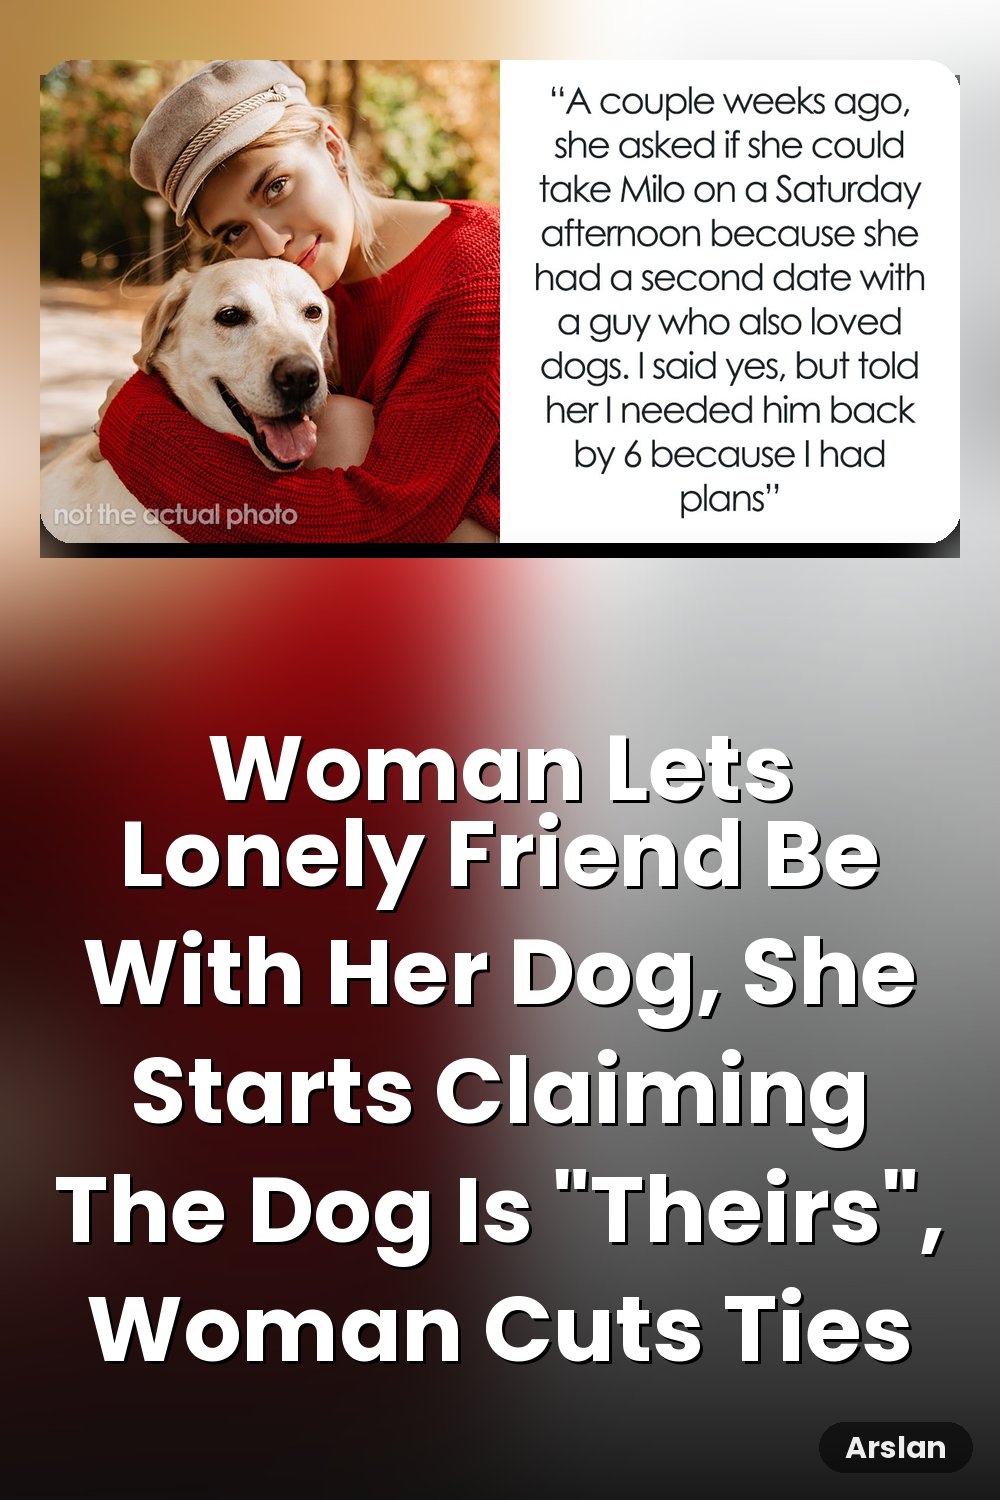 “A couple weeks ago,
she asked if she could
take Milo on a Saturday
afternoon because she
had a second date with
a guy who also loved
dogs. I said yes, but told
her I needed him back
by 6 because I had
plans”
not the actual photo
Woman Lets
Lonely Friend Be
With Her Dog, She
Starts Claiming
The Dog Is "Theirs",
Woman Cuts Ties
Arslan